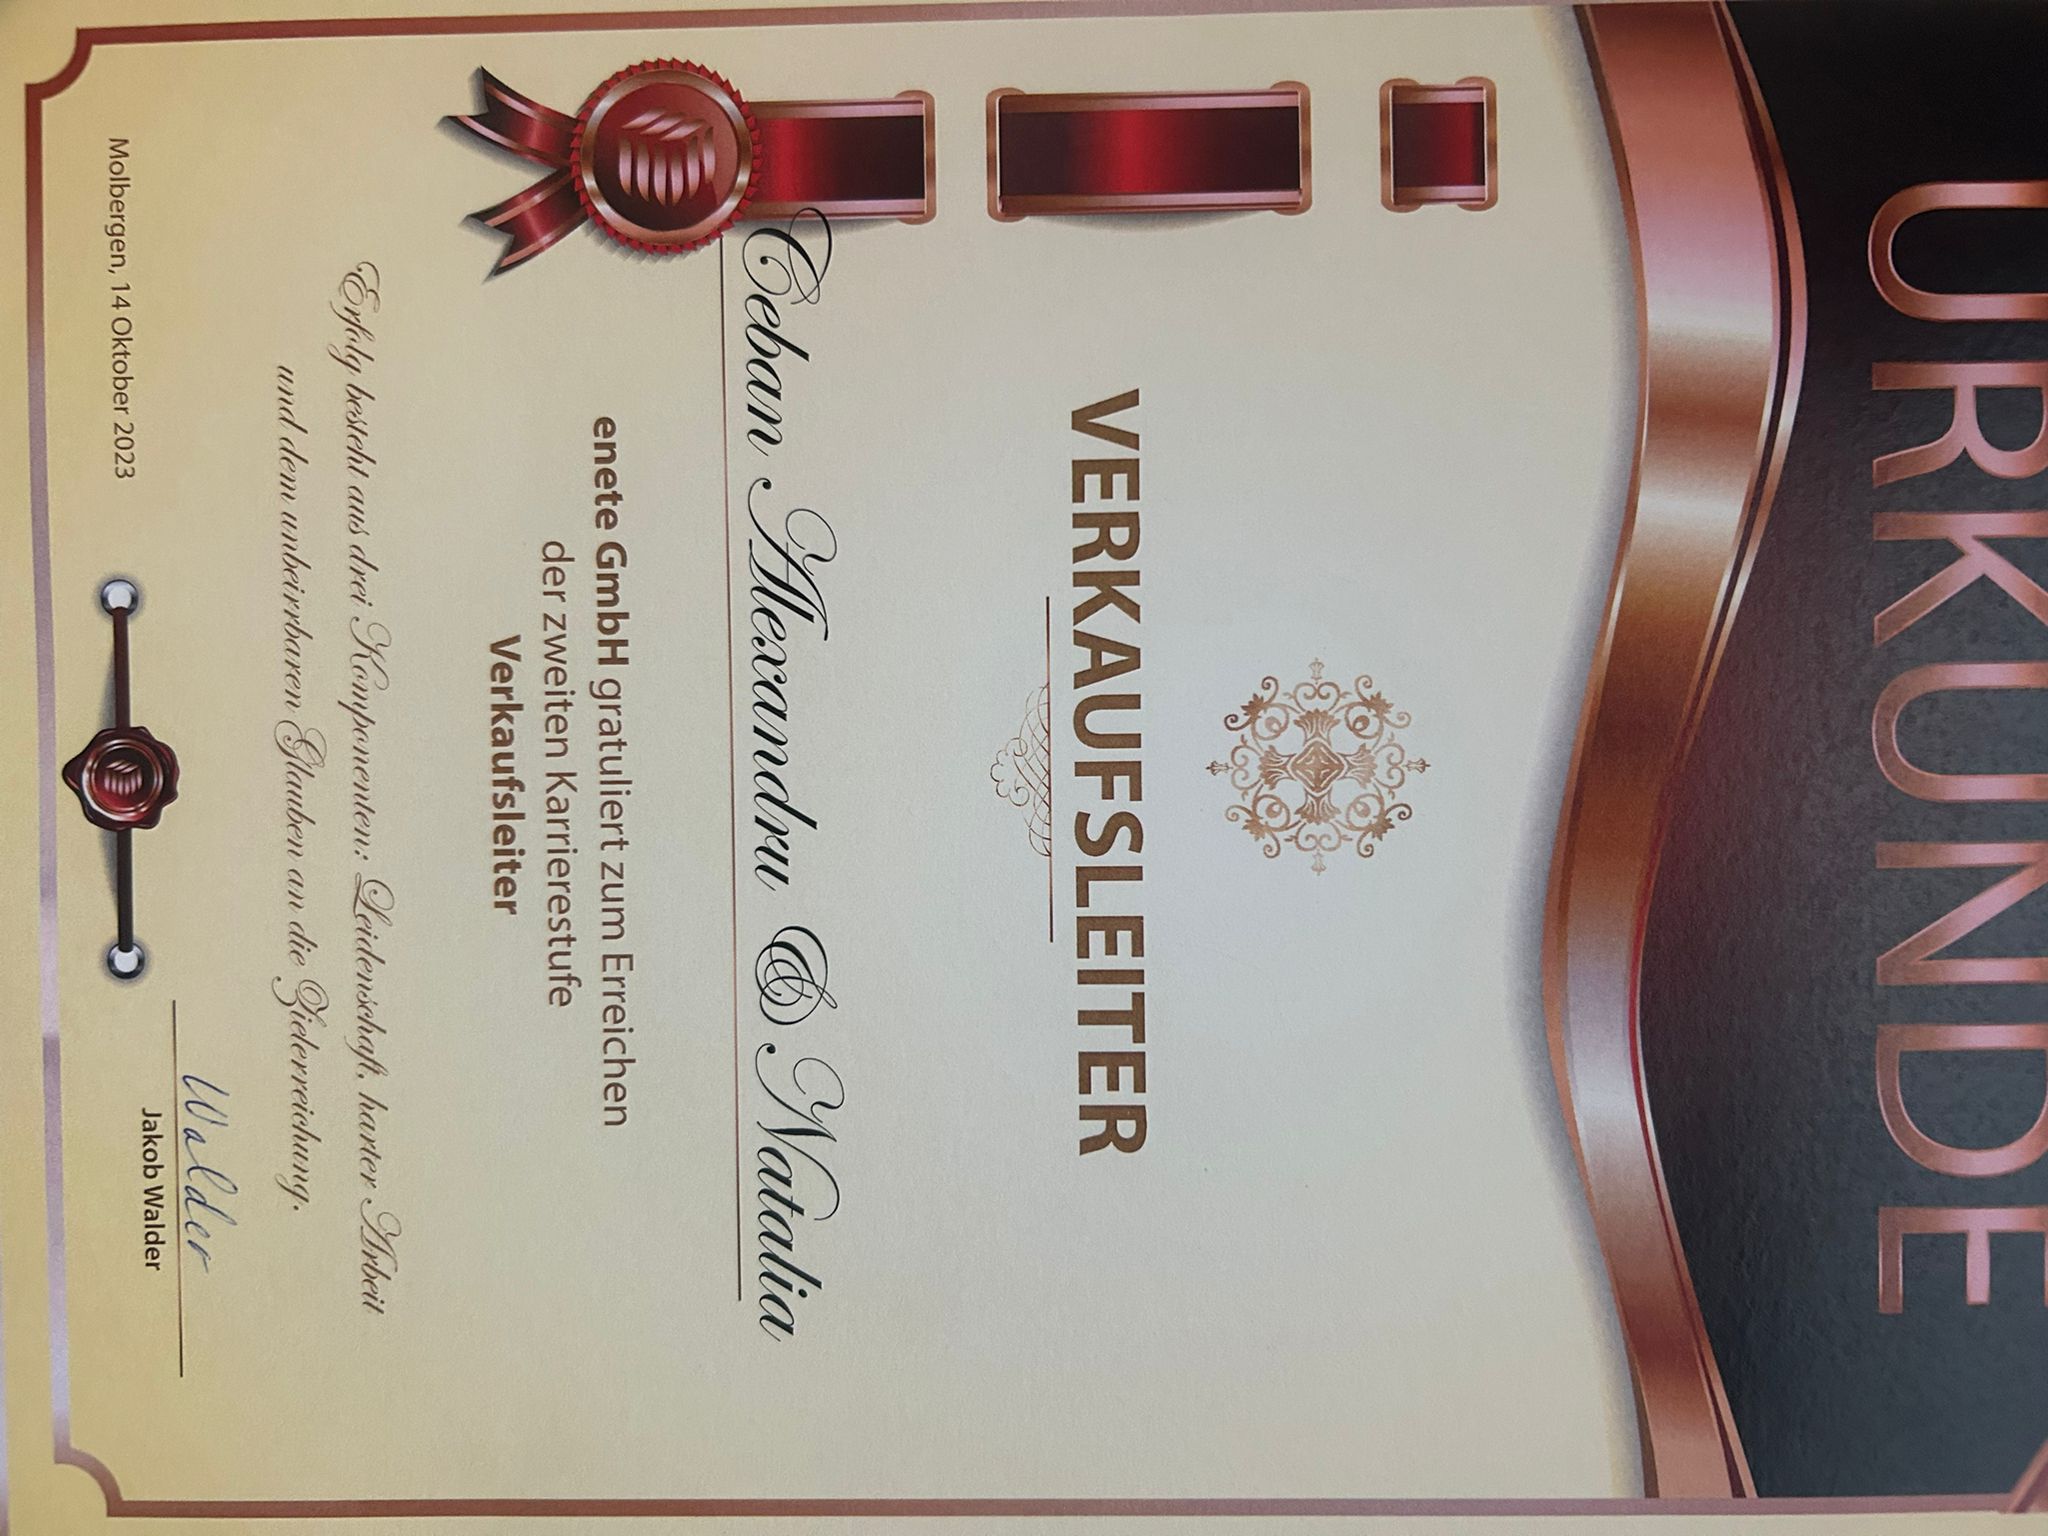 URKUNDE
VERKAUFSLEITER
Ceban Alexandru & Natalia
enete GmbH gratuliert zum Erreichen
der zweiten Karrierestufe
Verkaufsleiter
Erfolg besteht aus drei Komponenten: Leidenschaft, harter Arbeit
und dem unbeirrbaren Glauben an die Zielerreichung.
Molbergen, 14 Oktober 2023
Walder
Jakob Walder